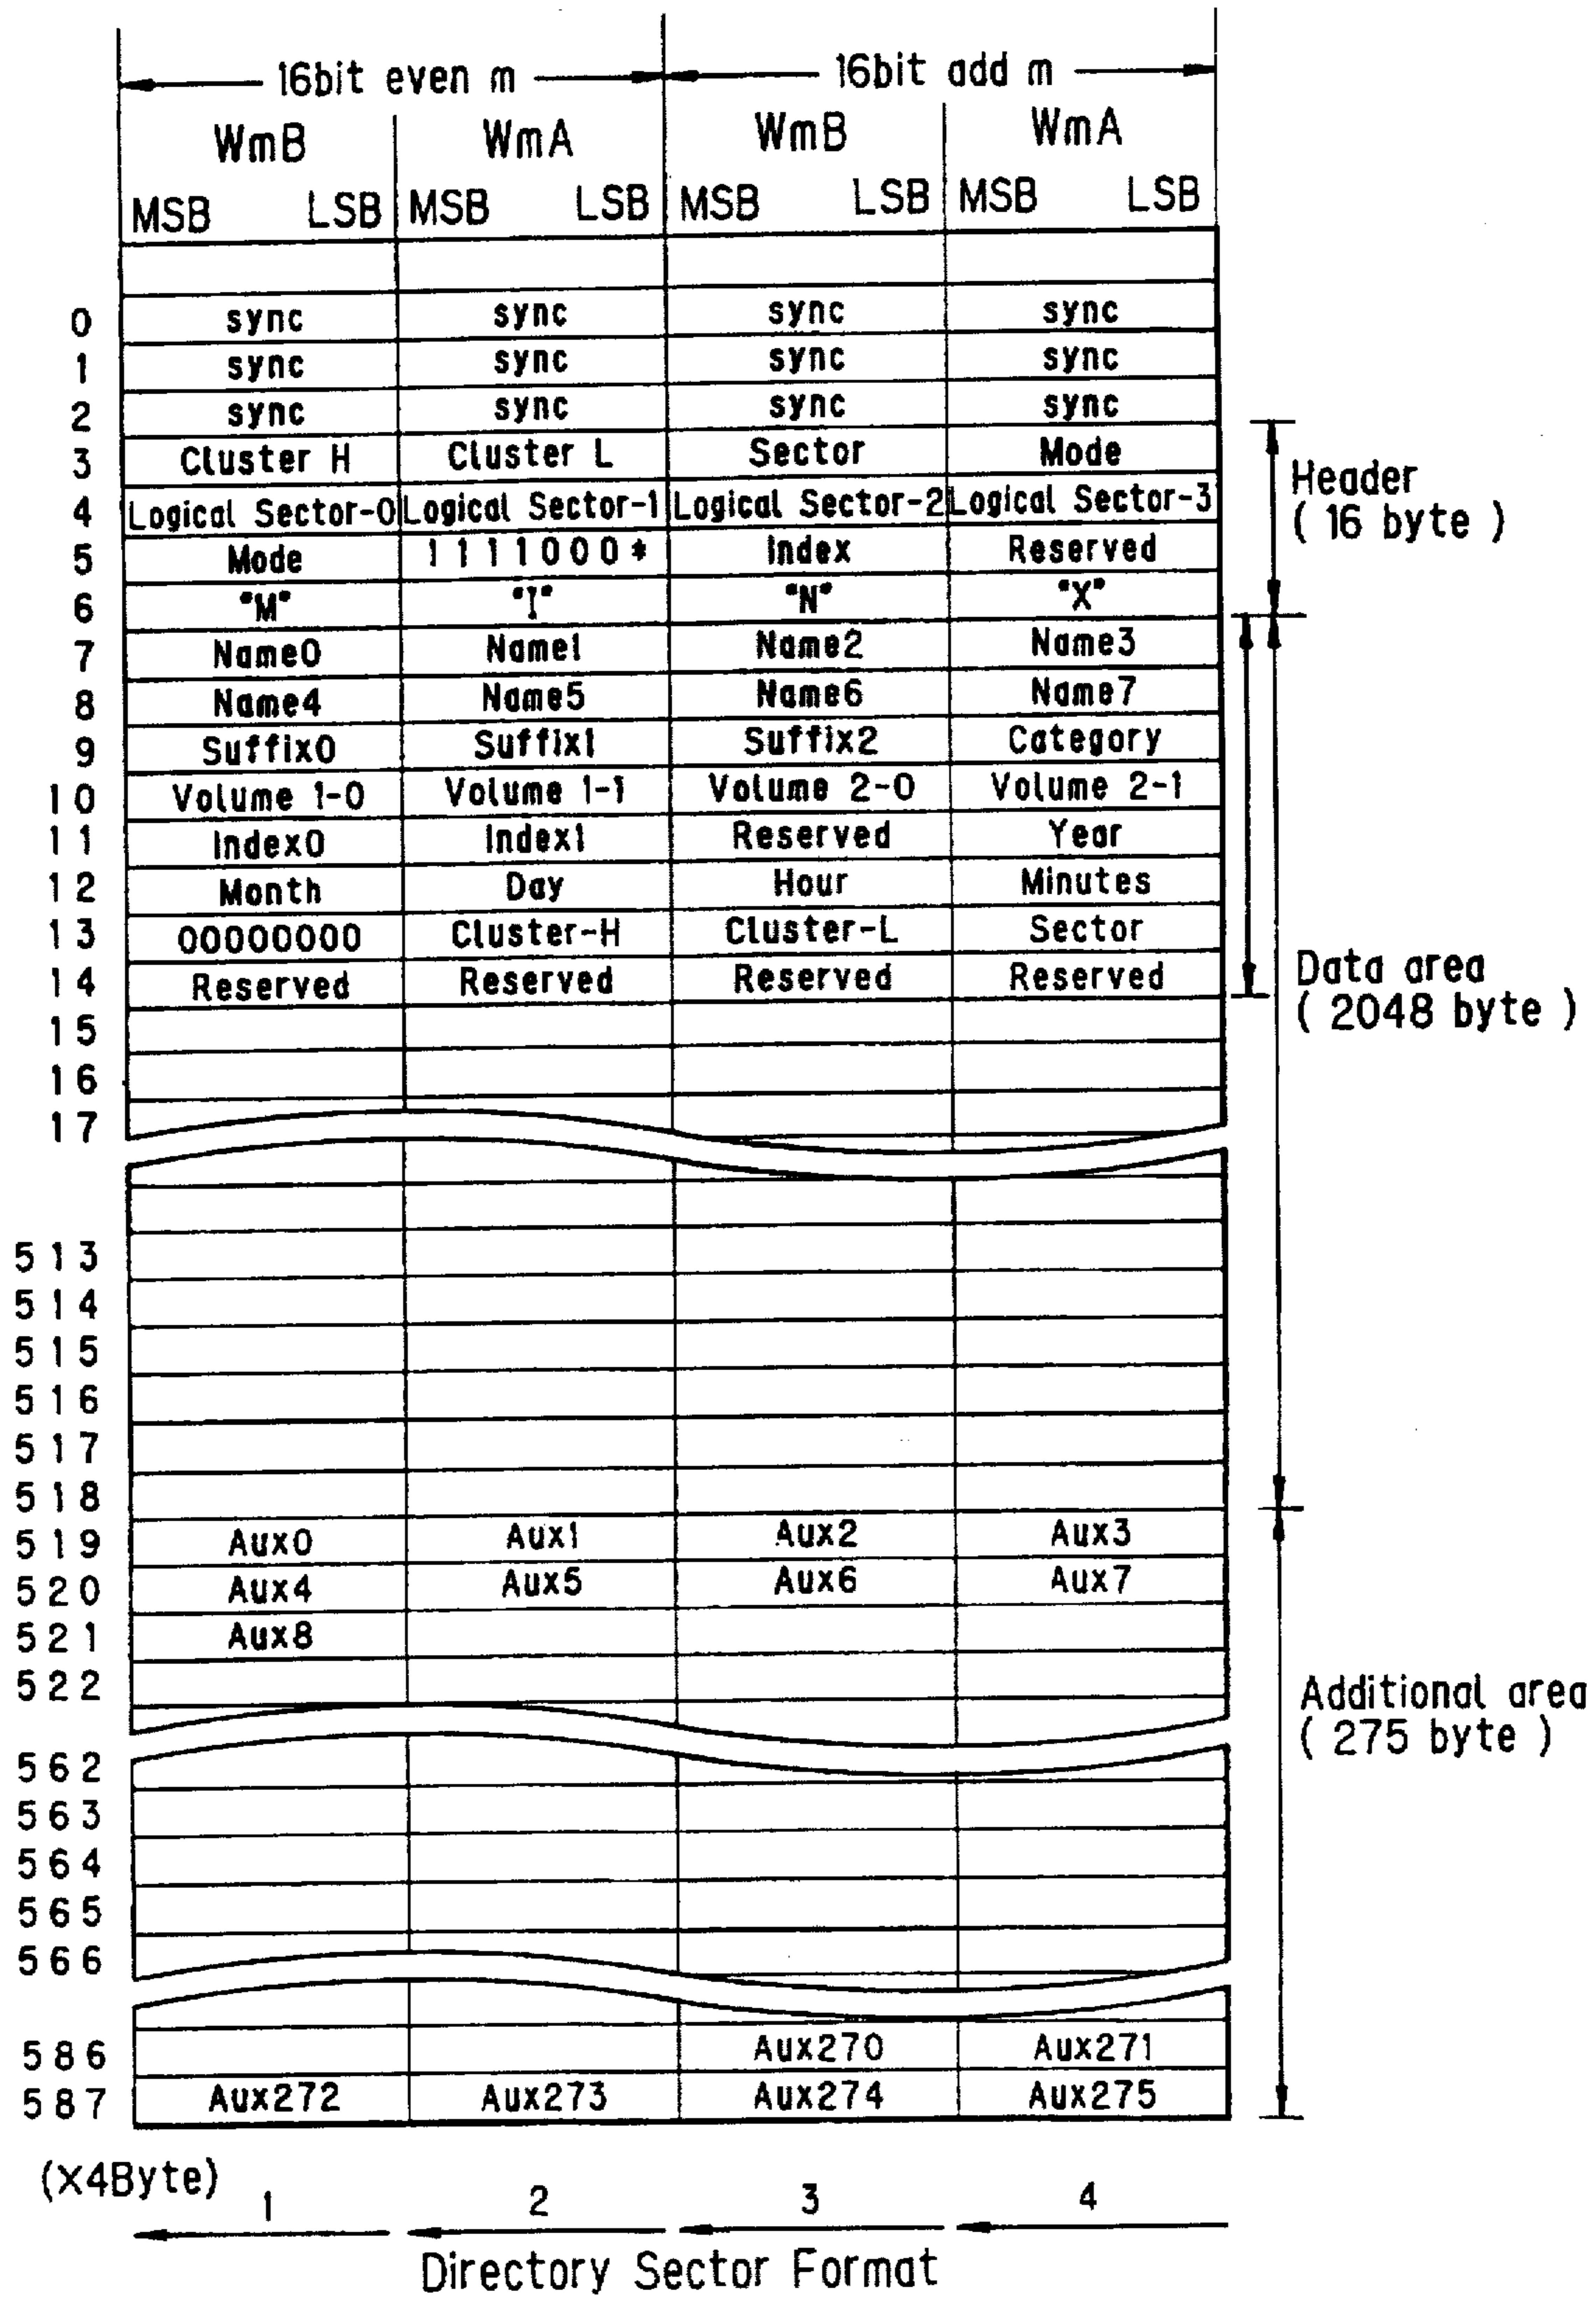 16bit even m 16bit add m
WmB WmA WmB WmA
MSB LSB MSB LSB MSB LSB MSB LSB
0 sync sync sync sync
1 sync sync sync sync
2 sync sync sync sync
3 Cluster H Cluster L Sector Mode
4 Logical Sector-0 Logical Sector-1 Logical Sector-2 Logical Sector-3
5 Mode 1111000* Index Reserved
6 "M" "I" "N" "X"
Header
( 16 byte )
7 Name0 Name1 Name2 Name3
8 Name4 Name5 Name6 Name7
9 Suffix0 Suffix1 Suffix2 Category
10 Volume 1-0 Volume 1-1 Volume 2-0 Volume 2-1
11 Index0 Index1 Reserved Year
12 Month Day Hour Minutes
13 00000000 Cluster-H Cluster-L Sector
14 Reserved Reserved Reserved Reserved
Data area
( 2048 byte )
15
16
17
513
514
515
516
517
518
519 Aux0 Aux1 Aux2 Aux3
520 Aux4 Aux5 Aux6 Aux7
521 Aux8
522
Additional area
( 275 byte )
562
563
564
565
566
586 Aux270 Aux271
587 Aux272 Aux273 Aux274 Aux275
(X4Byte)
1 2 3 4
Directory Sector Format